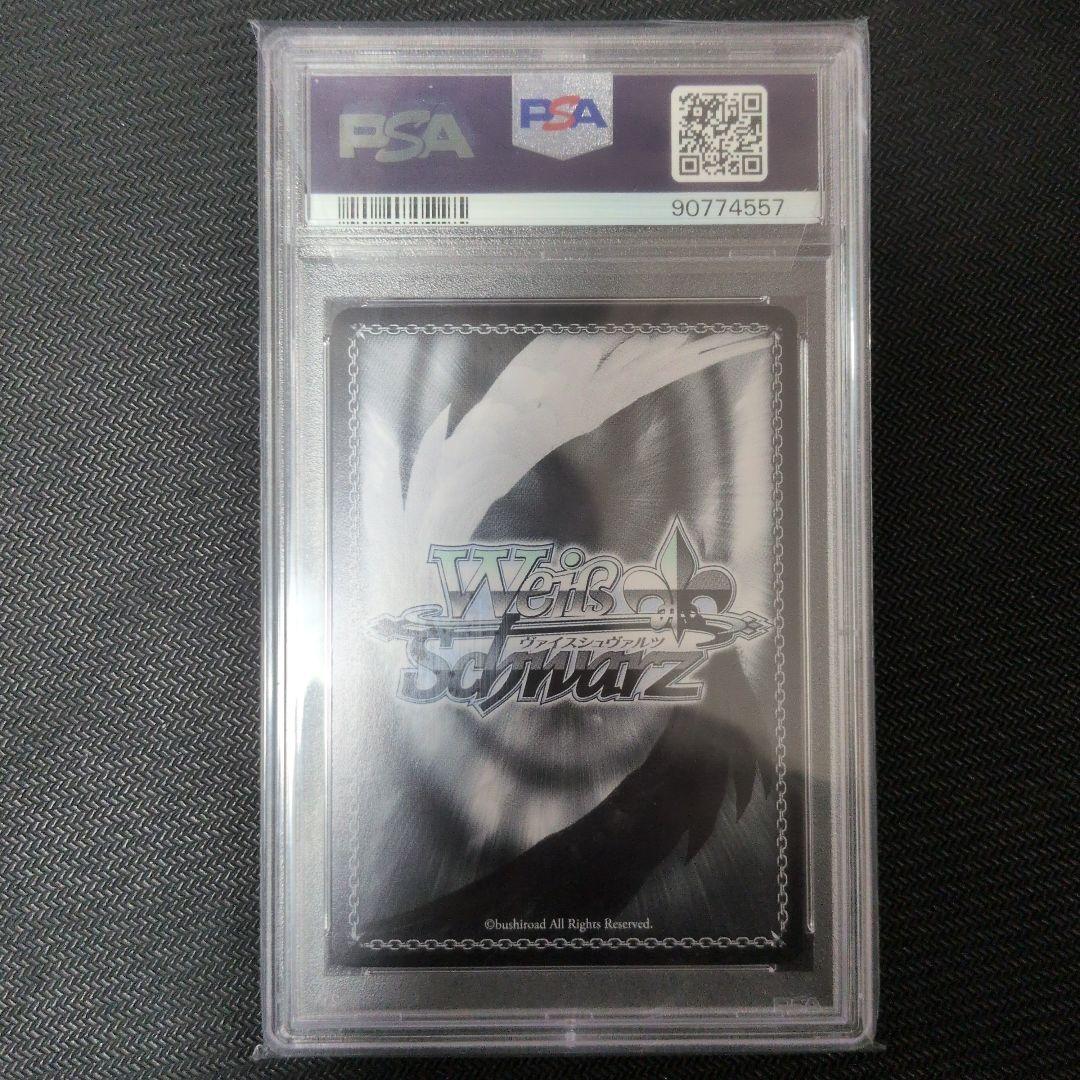 PSA
PSA
90774557
Weiß
ヴァイスシュヴァルツ
Schwarz
©bushiroad All Rights Reserved.
PSA